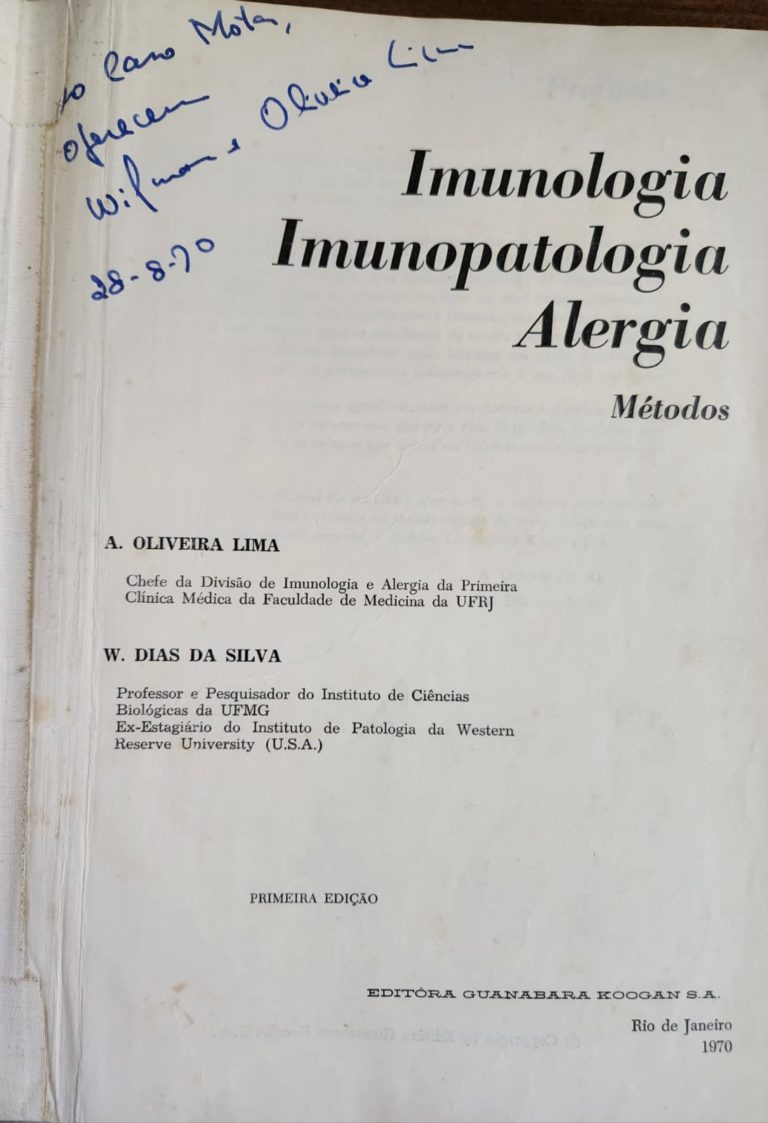 Ao Caro Mota,
oferecem
Wilmar e Oliveira Lima
28-8-70
Imunologia
Imunopatologia
Alergia
Métodos
A. OLIVEIRA LIMA
Chefe da Divisão de Imunologia e Alergia da Primeira
Clínica Médica da Faculdade de Medicina da UFRJ
W. DIAS DA SILVA
Professor e Pesquisador do Instituto de Ciências
Biológicas da UFMG
Ex-Estagiário do Instituto de Patologia da Western
Reserve University (U.S.A.)
PRIMEIRA EDIÇÃO
EDITÔRA GUANABARA KOOGAN S.A.
Rio de Janeiro
1970